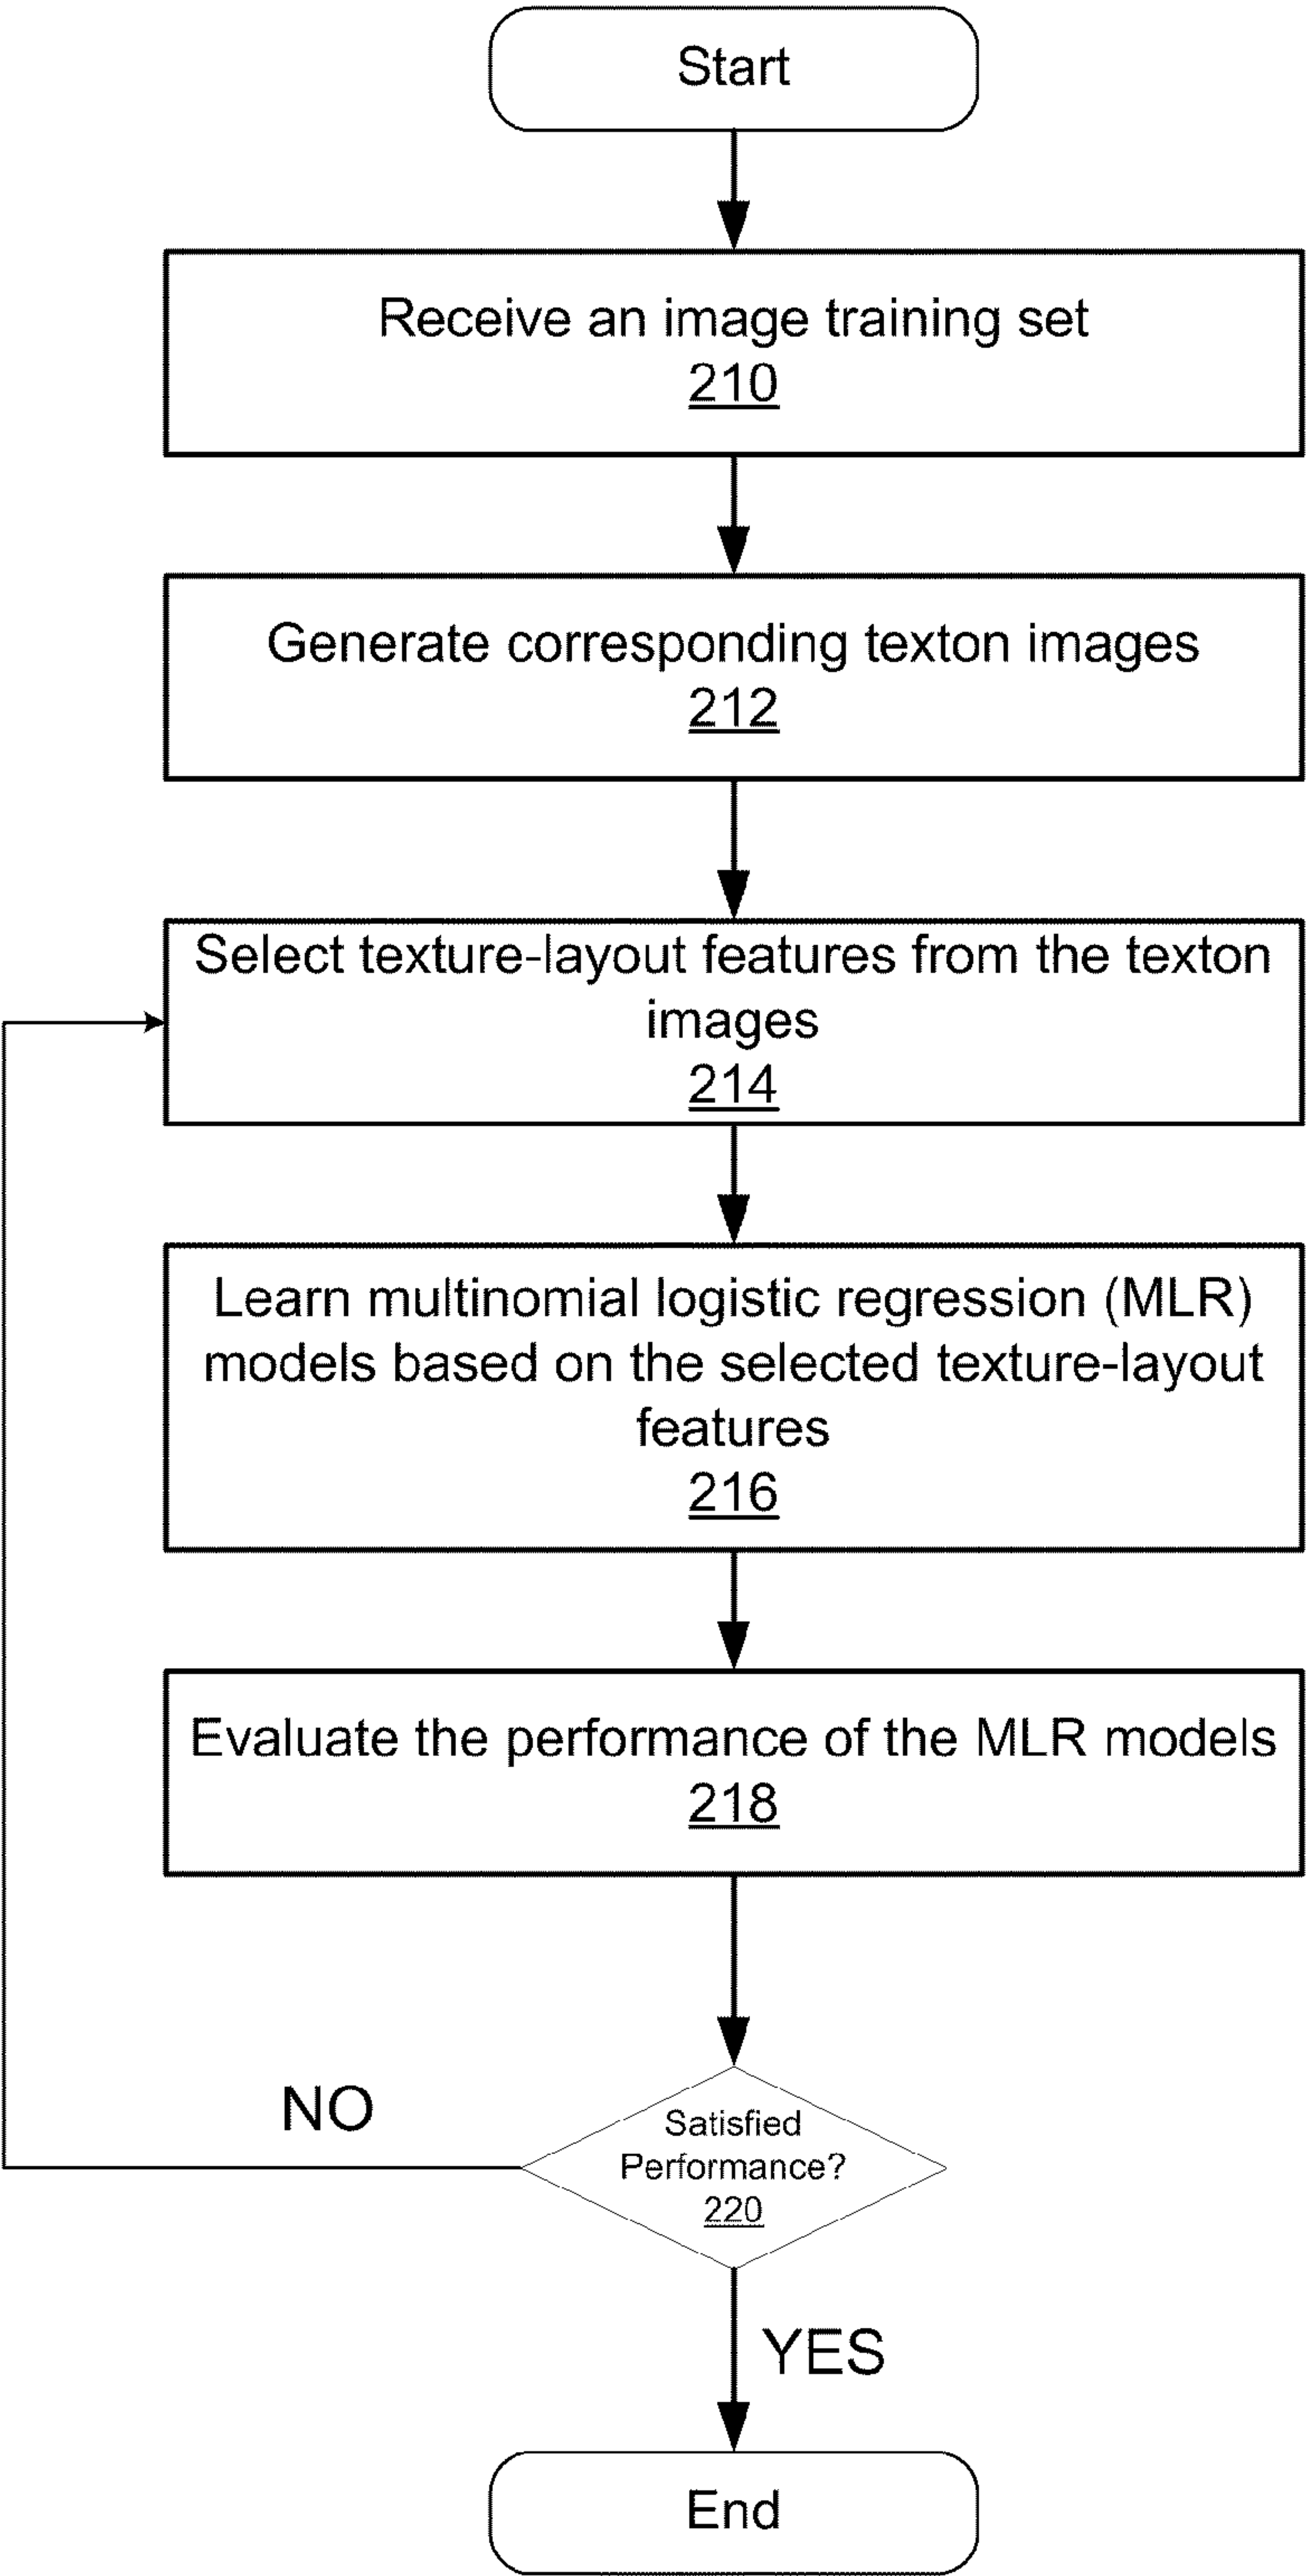 Start
Receive an image training set
210
Generate corresponding texton images
212
Select texture-layout features from the texton
images
214
Learn multinomial logistic regression (MLR)
models based on the selected texture-layout
features
216
Evaluate the performance of the MLR models
218
NO
Satisfied
Performance?
220
YES
End